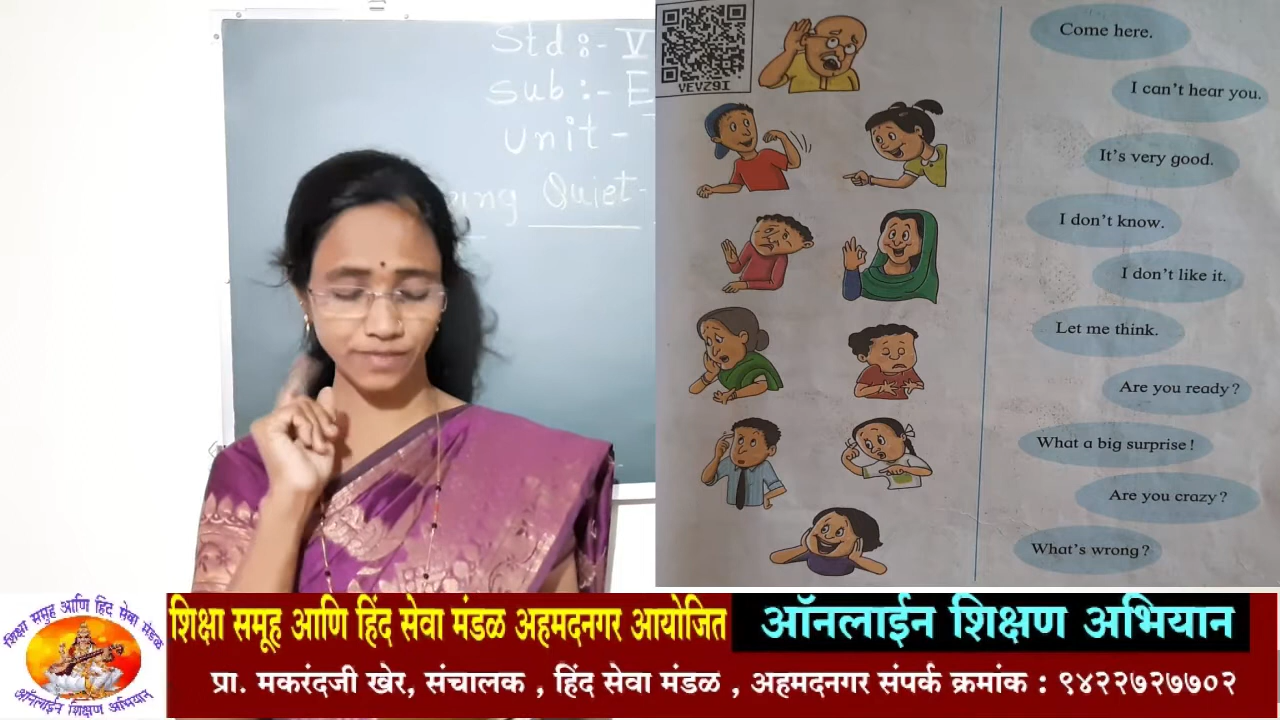 Std :- V
Sub :- E
Unit -
Quiet-
VEVZ9I
Come here.
I can't hear you.
It's very good.
I don't know.
I don't like it.
Let me think.
Are you ready?
What a big surprise!
Are you crazy?
What's wrong?
शिक्षा समूह आणि हिंद सेवा मंडळ
ऑनलाईन शिक्षण अभियान
शिक्षा समूह आणि हिंद सेवा मंडळ अहमदनगर आयोजित
ऑनलाईन शिक्षण अभियान
प्रा. मकरंदजी खेर, संचालक , हिंद सेवा मंडळ , अहमदनगर संपर्क क्रमांक : ९४२२७२७७०२